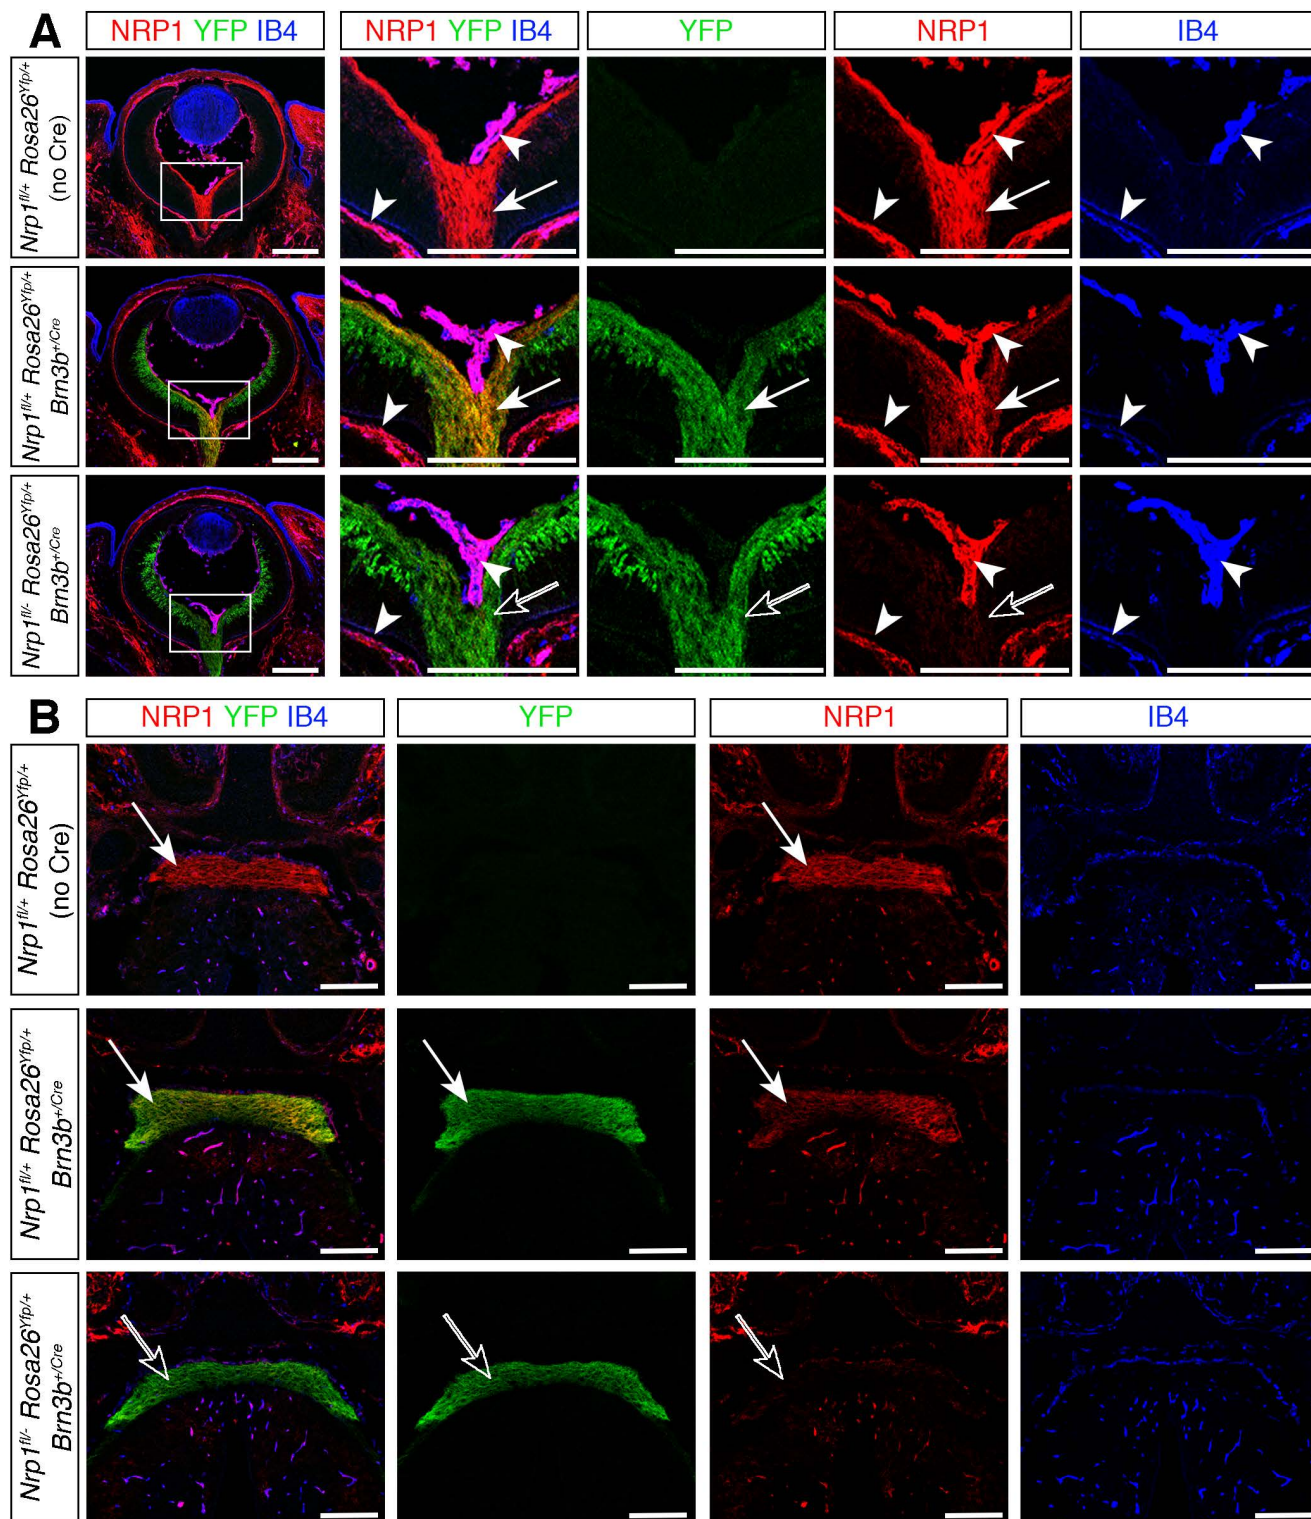 A
NRP1 YFP IB4
NRP1 YFP IB4
YFP
NRP1
IB4
Nrp1fl/+ Rosa26Yfp/+
(no Cre)
Nrp1fl/+ Rosa26Yfp/+
Brn3b+/Cre
Nrp1fl/- Rosa26Yfp/+
Brn3b+/Cre
B
NRP1 YFP IB4
YFP
NRP1
IB4
Nrp1fl/+ Rosa26Yfp/+
(no Cre)
Nrp1fl/+ Rosa26Yfp/+
Brn3b+/Cre
Nrp1fl/- Rosa26Yfp/+
Brn3b+/Cre